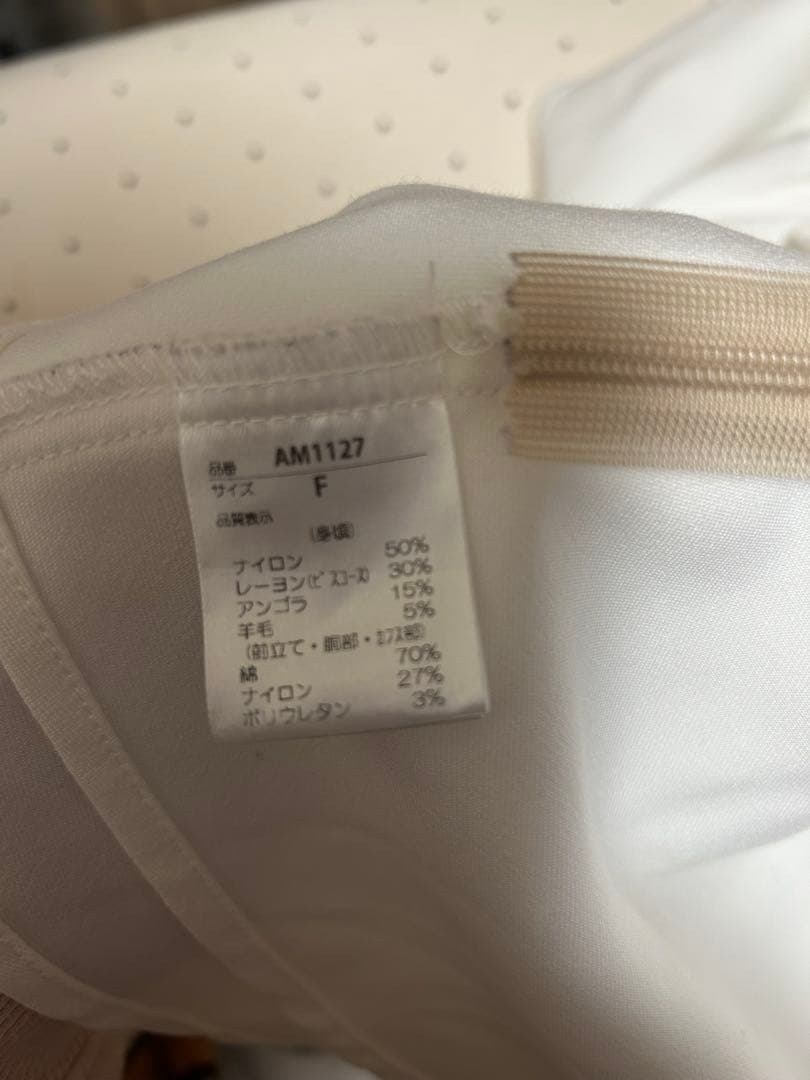 品番 AM1127
サイズ F
品質表示
(身頃)
ナイロン 50%
レーヨン(ビスコース) 30%
アンゴラ 15%
羊毛 5%
(前立て・胴部・カフス部)
綿 70%
ナイロン 27%
ポリウレタン 3%